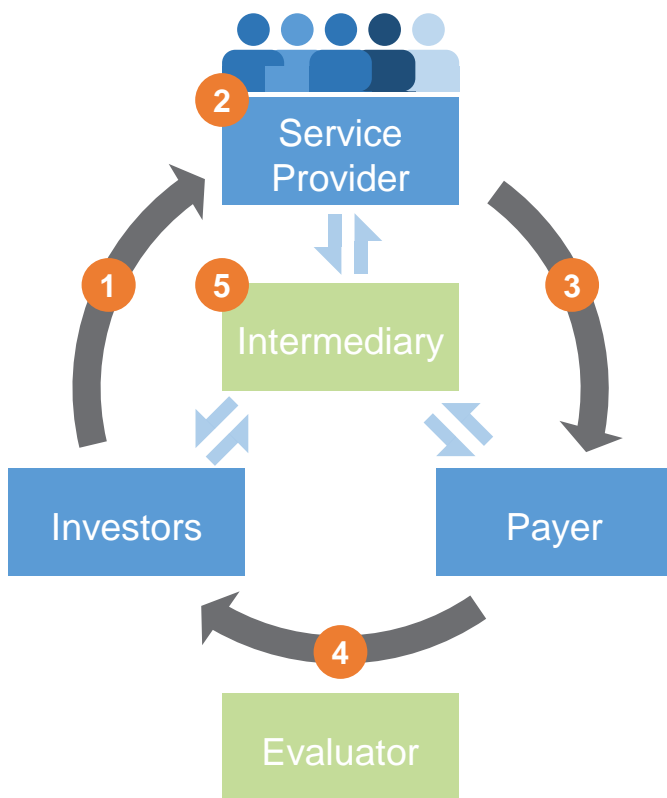 2
Service
Provider
1
5
3
Intermediary
Investors
Payer
4
Evaluator